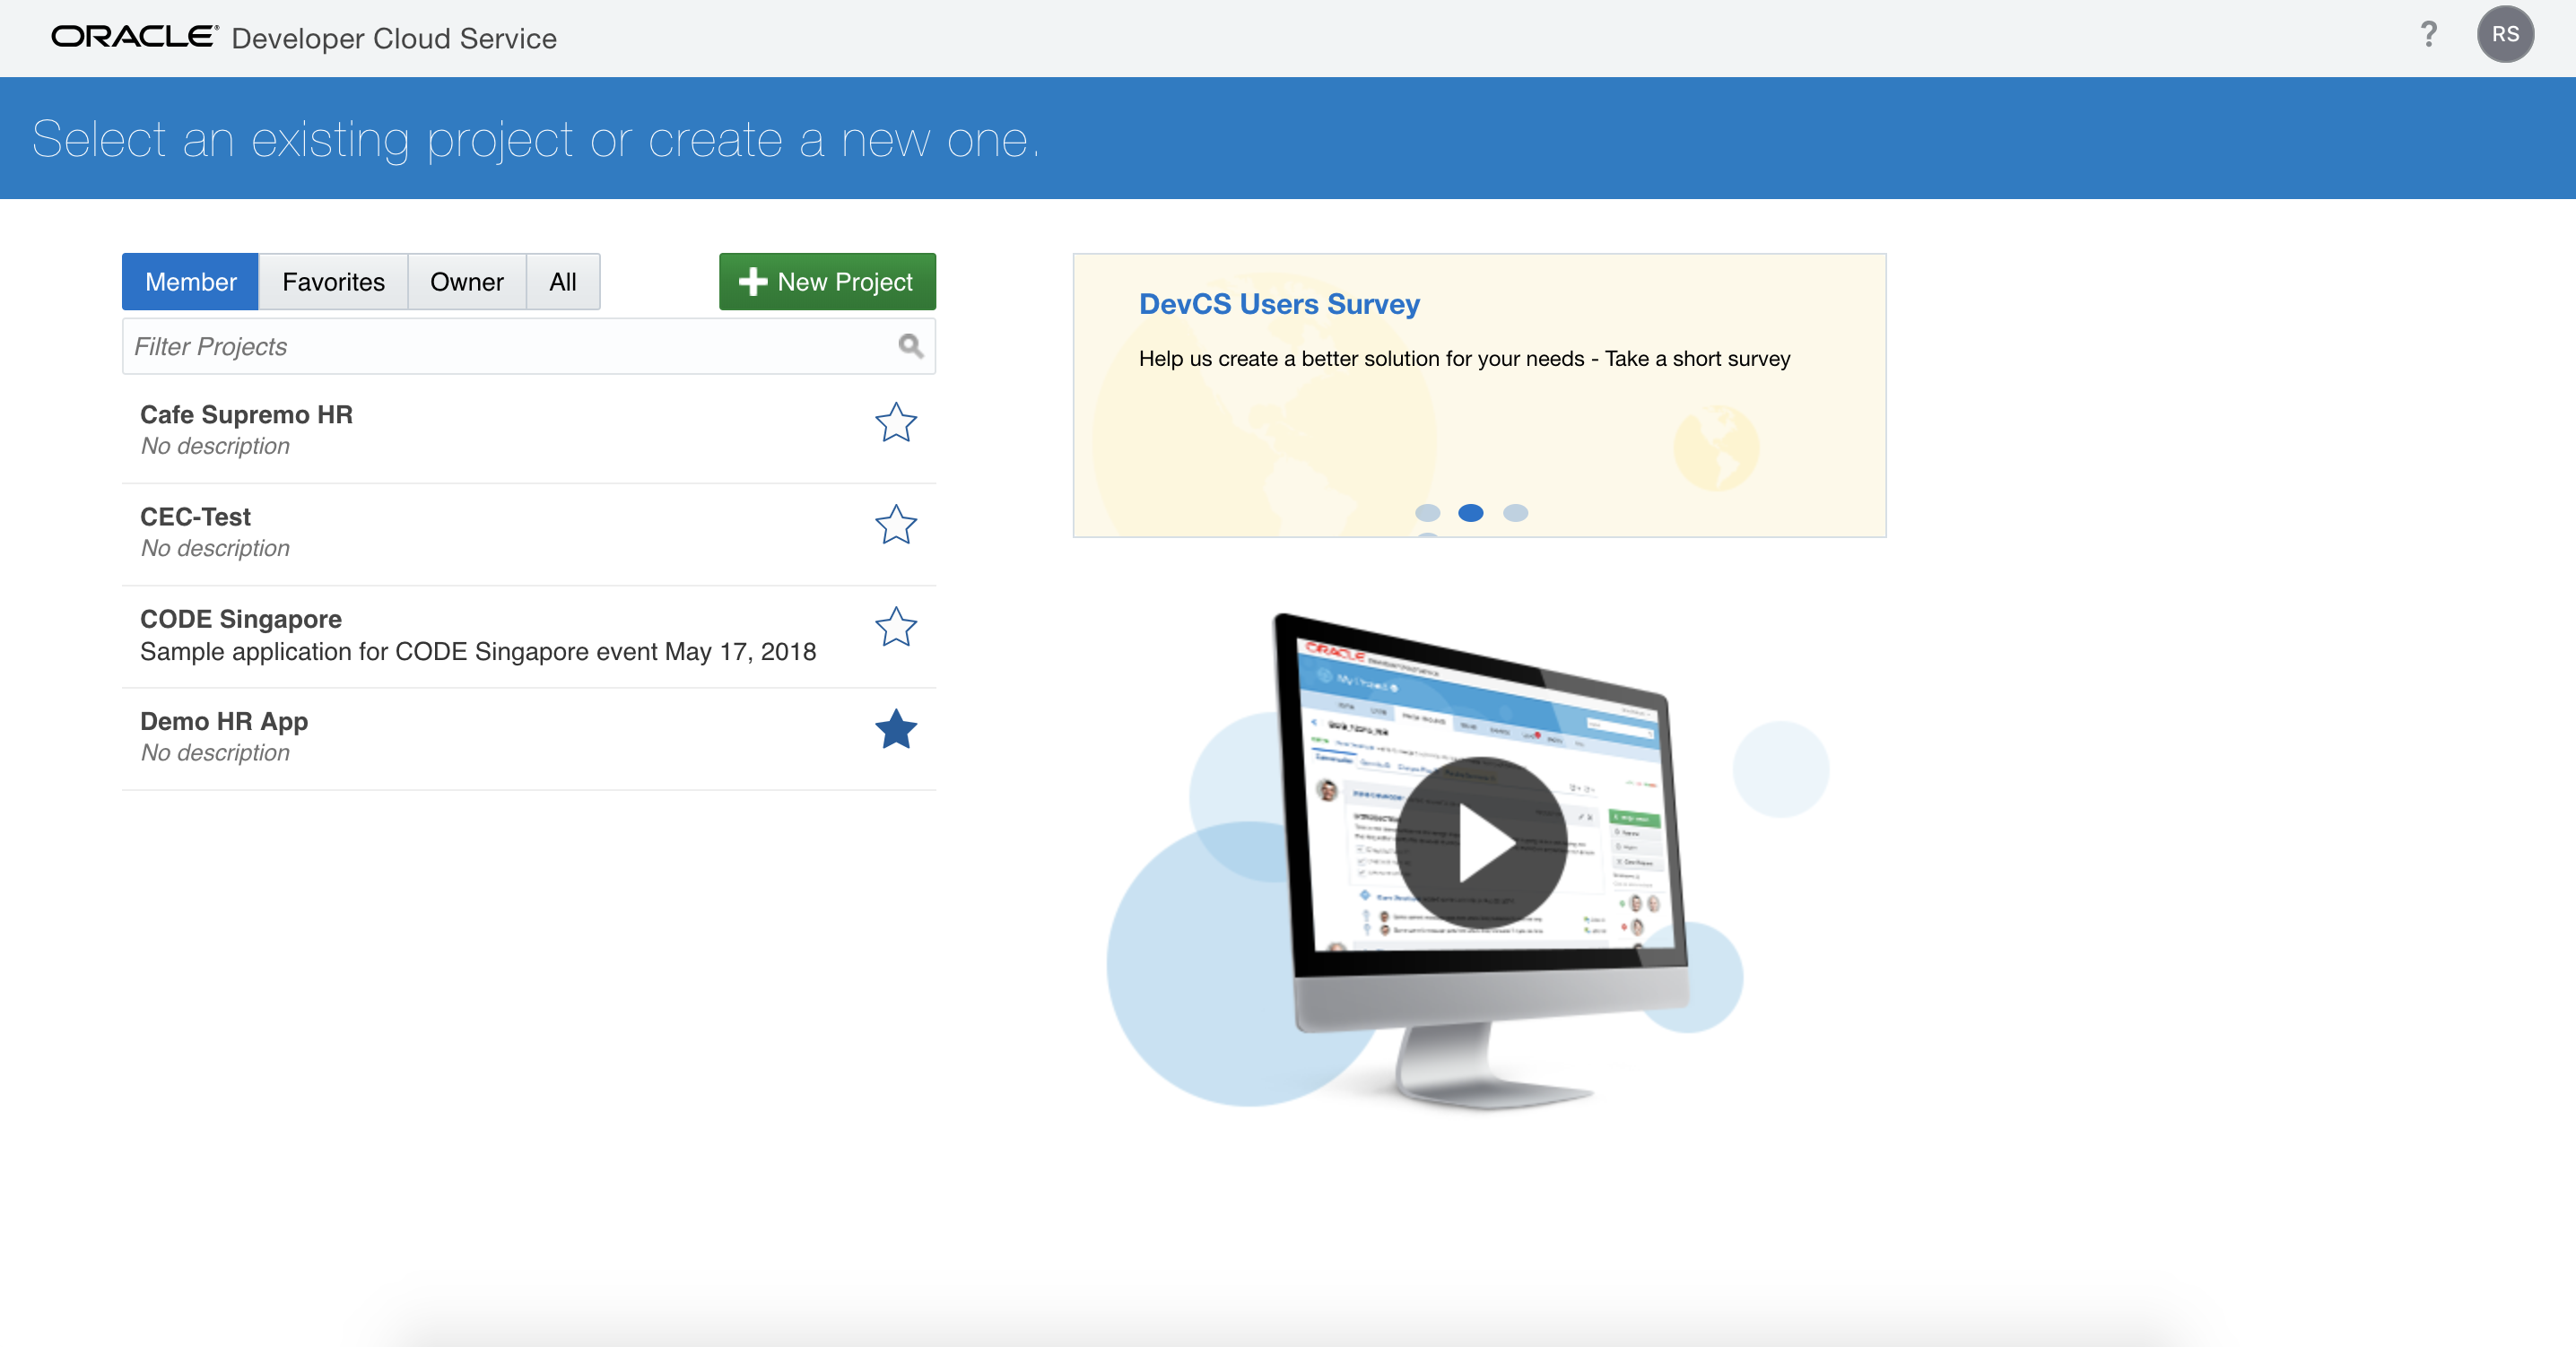 ORACLE® Developer Cloud Service
? RS
Select an existing project or create a new one.
Member Favorites Owner All
New Project
Filter Projects
Cafe Supremo HR
No description
CEC-Test
No description
CODE Singapore
Sample application for CODE Singapore event May 17, 2018
Demo HR App
No description
DevCS Users Survey
Help us create a better solution for your needs - Take a short survey
ORACLE